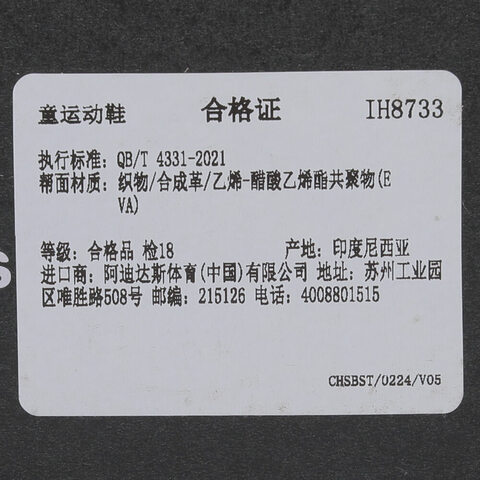 童运动鞋 合格证 IH8733
执行标准: QB/T 4331-2021
帮面材质: 织物/合成革/乙烯-醋酸乙烯酯共聚物(E
VA)
等级: 合格品 检18 产地: 印度尼西亚
进口商: 阿迪达斯体育(中国)有限公司 地址: 苏州工业园
区唯胜路508号 邮编: 215126 电话: 4008801515
CHSBST/0224/V05